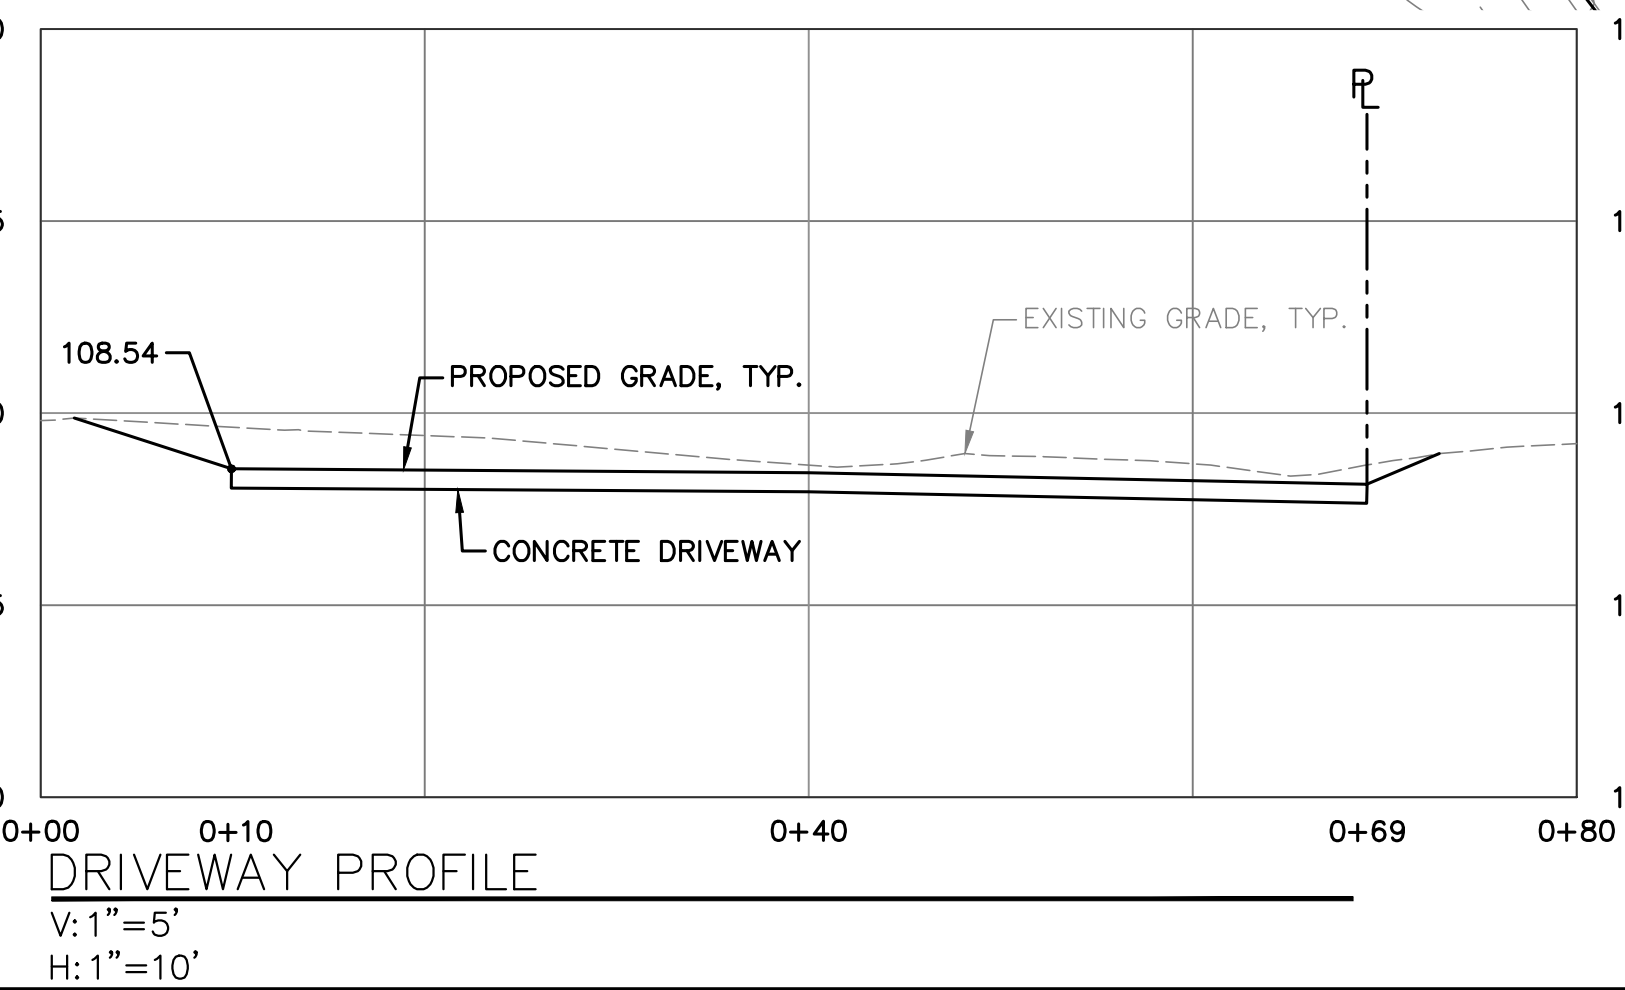 PL
EXISTING GRADE, TYP.
108.54
PROPOSED GRADE, TYP.
CONCRETE DRIVEWAY
0+00 0+10 0+40 0+69 0+80
DRIVEWAY PROFILE
V: 1"=5'
H: 1"=10'